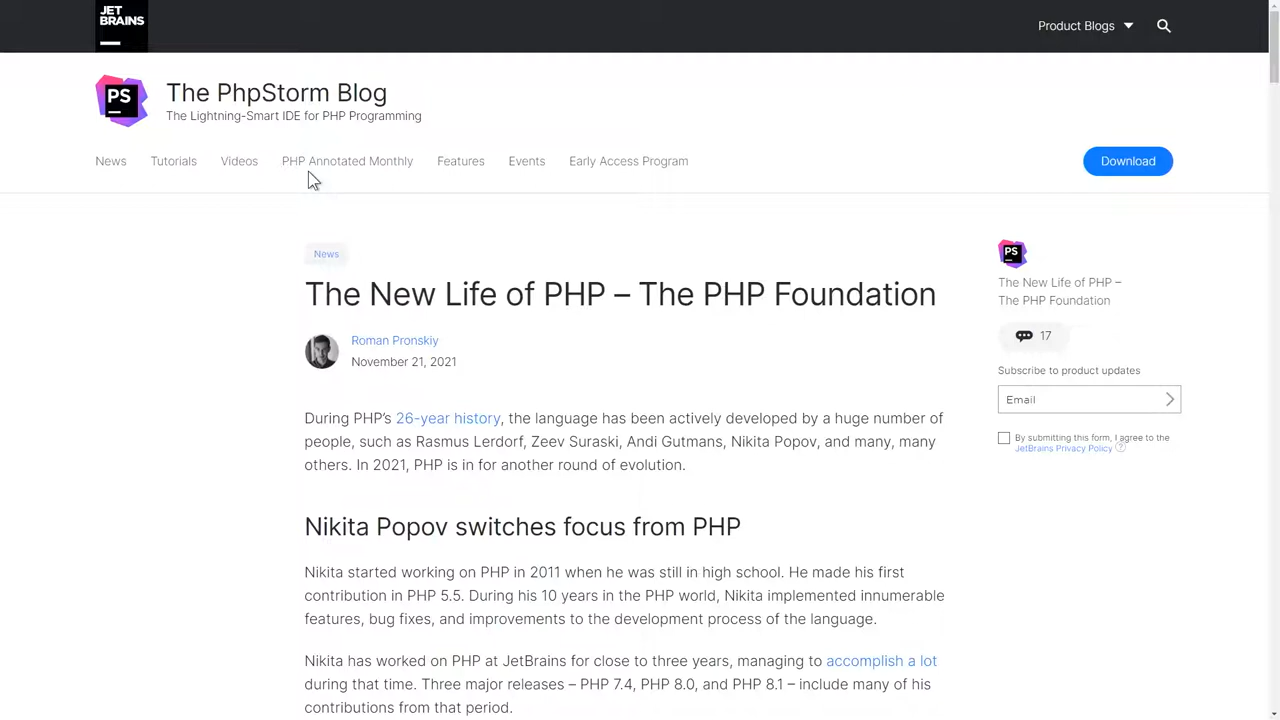 JET
BRAINS
Product Blogs
PS
The PhpStorm Blog
The Lightning-Smart IDE for PHP Programming
News Tutorials Videos PHP Annotated Monthly Features Events Early Access Program Download
News
The New Life of PHP – The PHP Foundation
Roman Pronskiy
November 21, 2021
During PHP’s 26-year history, the language has been actively developed by a huge number of
people, such as Rasmus Lerdorf, Zeev Suraski, Andi Gutmans, Nikita Popov, and many, many
others. In 2021, PHP is in for another round of evolution.
Nikita Popov switches focus from PHP
Nikita started working on PHP in 2011 when he was still in high school. He made his first
contribution in PHP 5.5. During his 10 years in the PHP world, Nikita implemented innumerable
features, bug fixes, and improvements to the development process of the language.
Nikita has worked on PHP at JetBrains for close to three years, managing to accomplish a lot
during that time. Three major releases – PHP 7.4, PHP 8.0, and PHP 8.1 – include many of his
contributions from that period.
PS
The New Life of PHP –
The PHP Foundation
17
Subscribe to product updates
Email
By submitting this form, I agree to the
JetBrains Privacy Policy ?